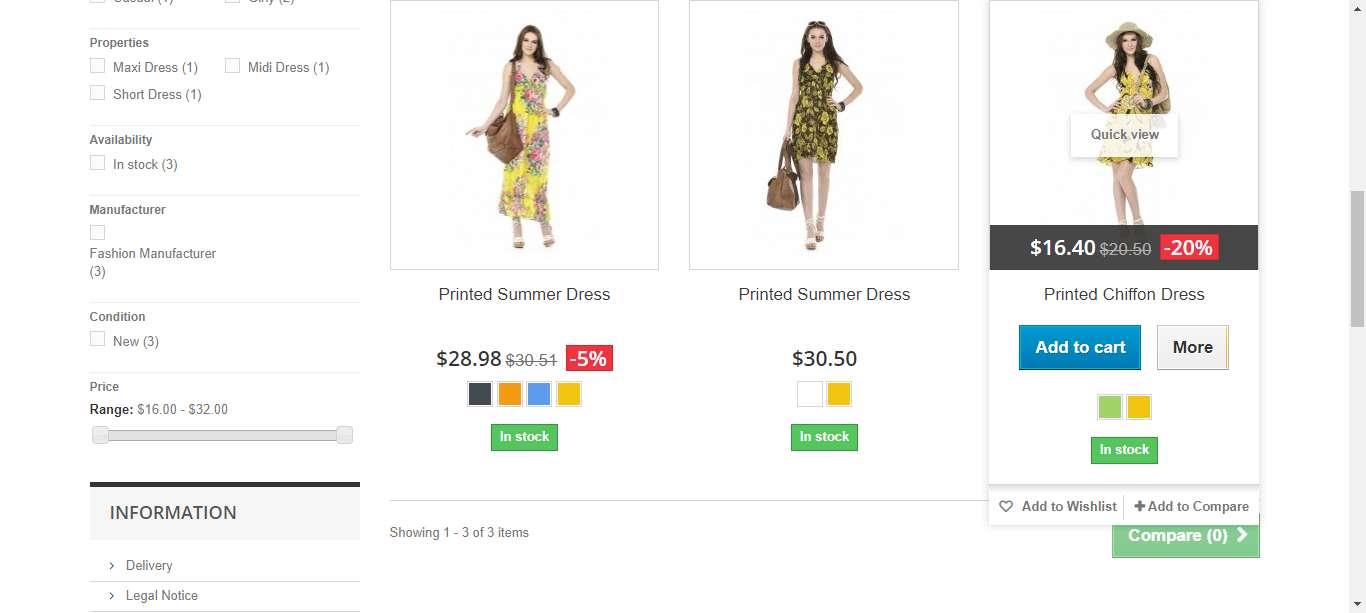 Casual (1) Girly (2)
Properties
Maxi Dress (1) Midi Dress (1)
Short Dress (1)
Availability
In stock (3)
Manufacturer
Fashion Manufacturer
(3)
Condition
New (3)
Price
Range: $16.00 - $32.00
INFORMATION
Delivery
Legal Notice
Printed Summer Dress
$28.98 $30.51 -5%
In stock
Printed Summer Dress
$30.50
In stock
Quick view
$16.40 $20.50 -20%
Printed Chiffon Dress
Add to cart More
In stock
Add to Wishlist Add to Compare
Showing 1 - 3 of 3 items
Compare (0)